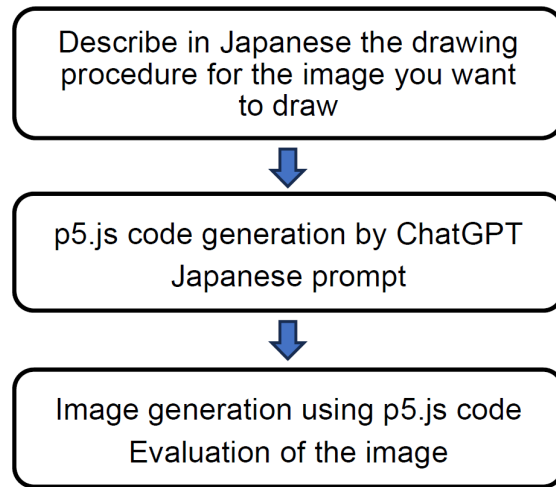 Describe in Japanese the drawing
procedure for the image you want
to draw
p5.js code generation by ChatGPT
Japanese prompt
Image generation using p5.js code
Evaluation of the image